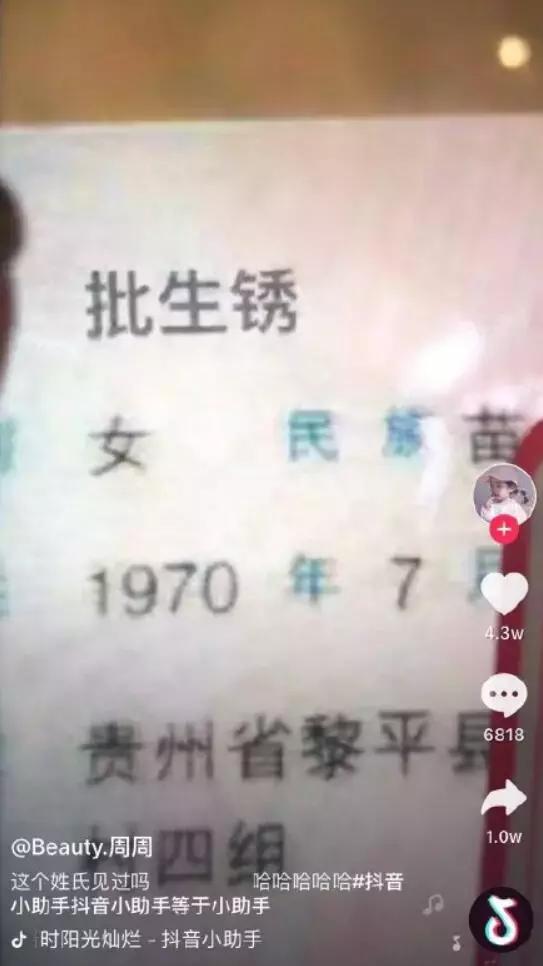 批生锈
女 民族 苗
1970 年 7 月
贵州省黎平县
村四组
4.3w
6818
1.0w
@Beauty.周周
这个姓氏见过吗 哈哈哈哈哈#抖音
小助手抖音小助手等于小助手
时阳光灿烂 - 抖音小助手